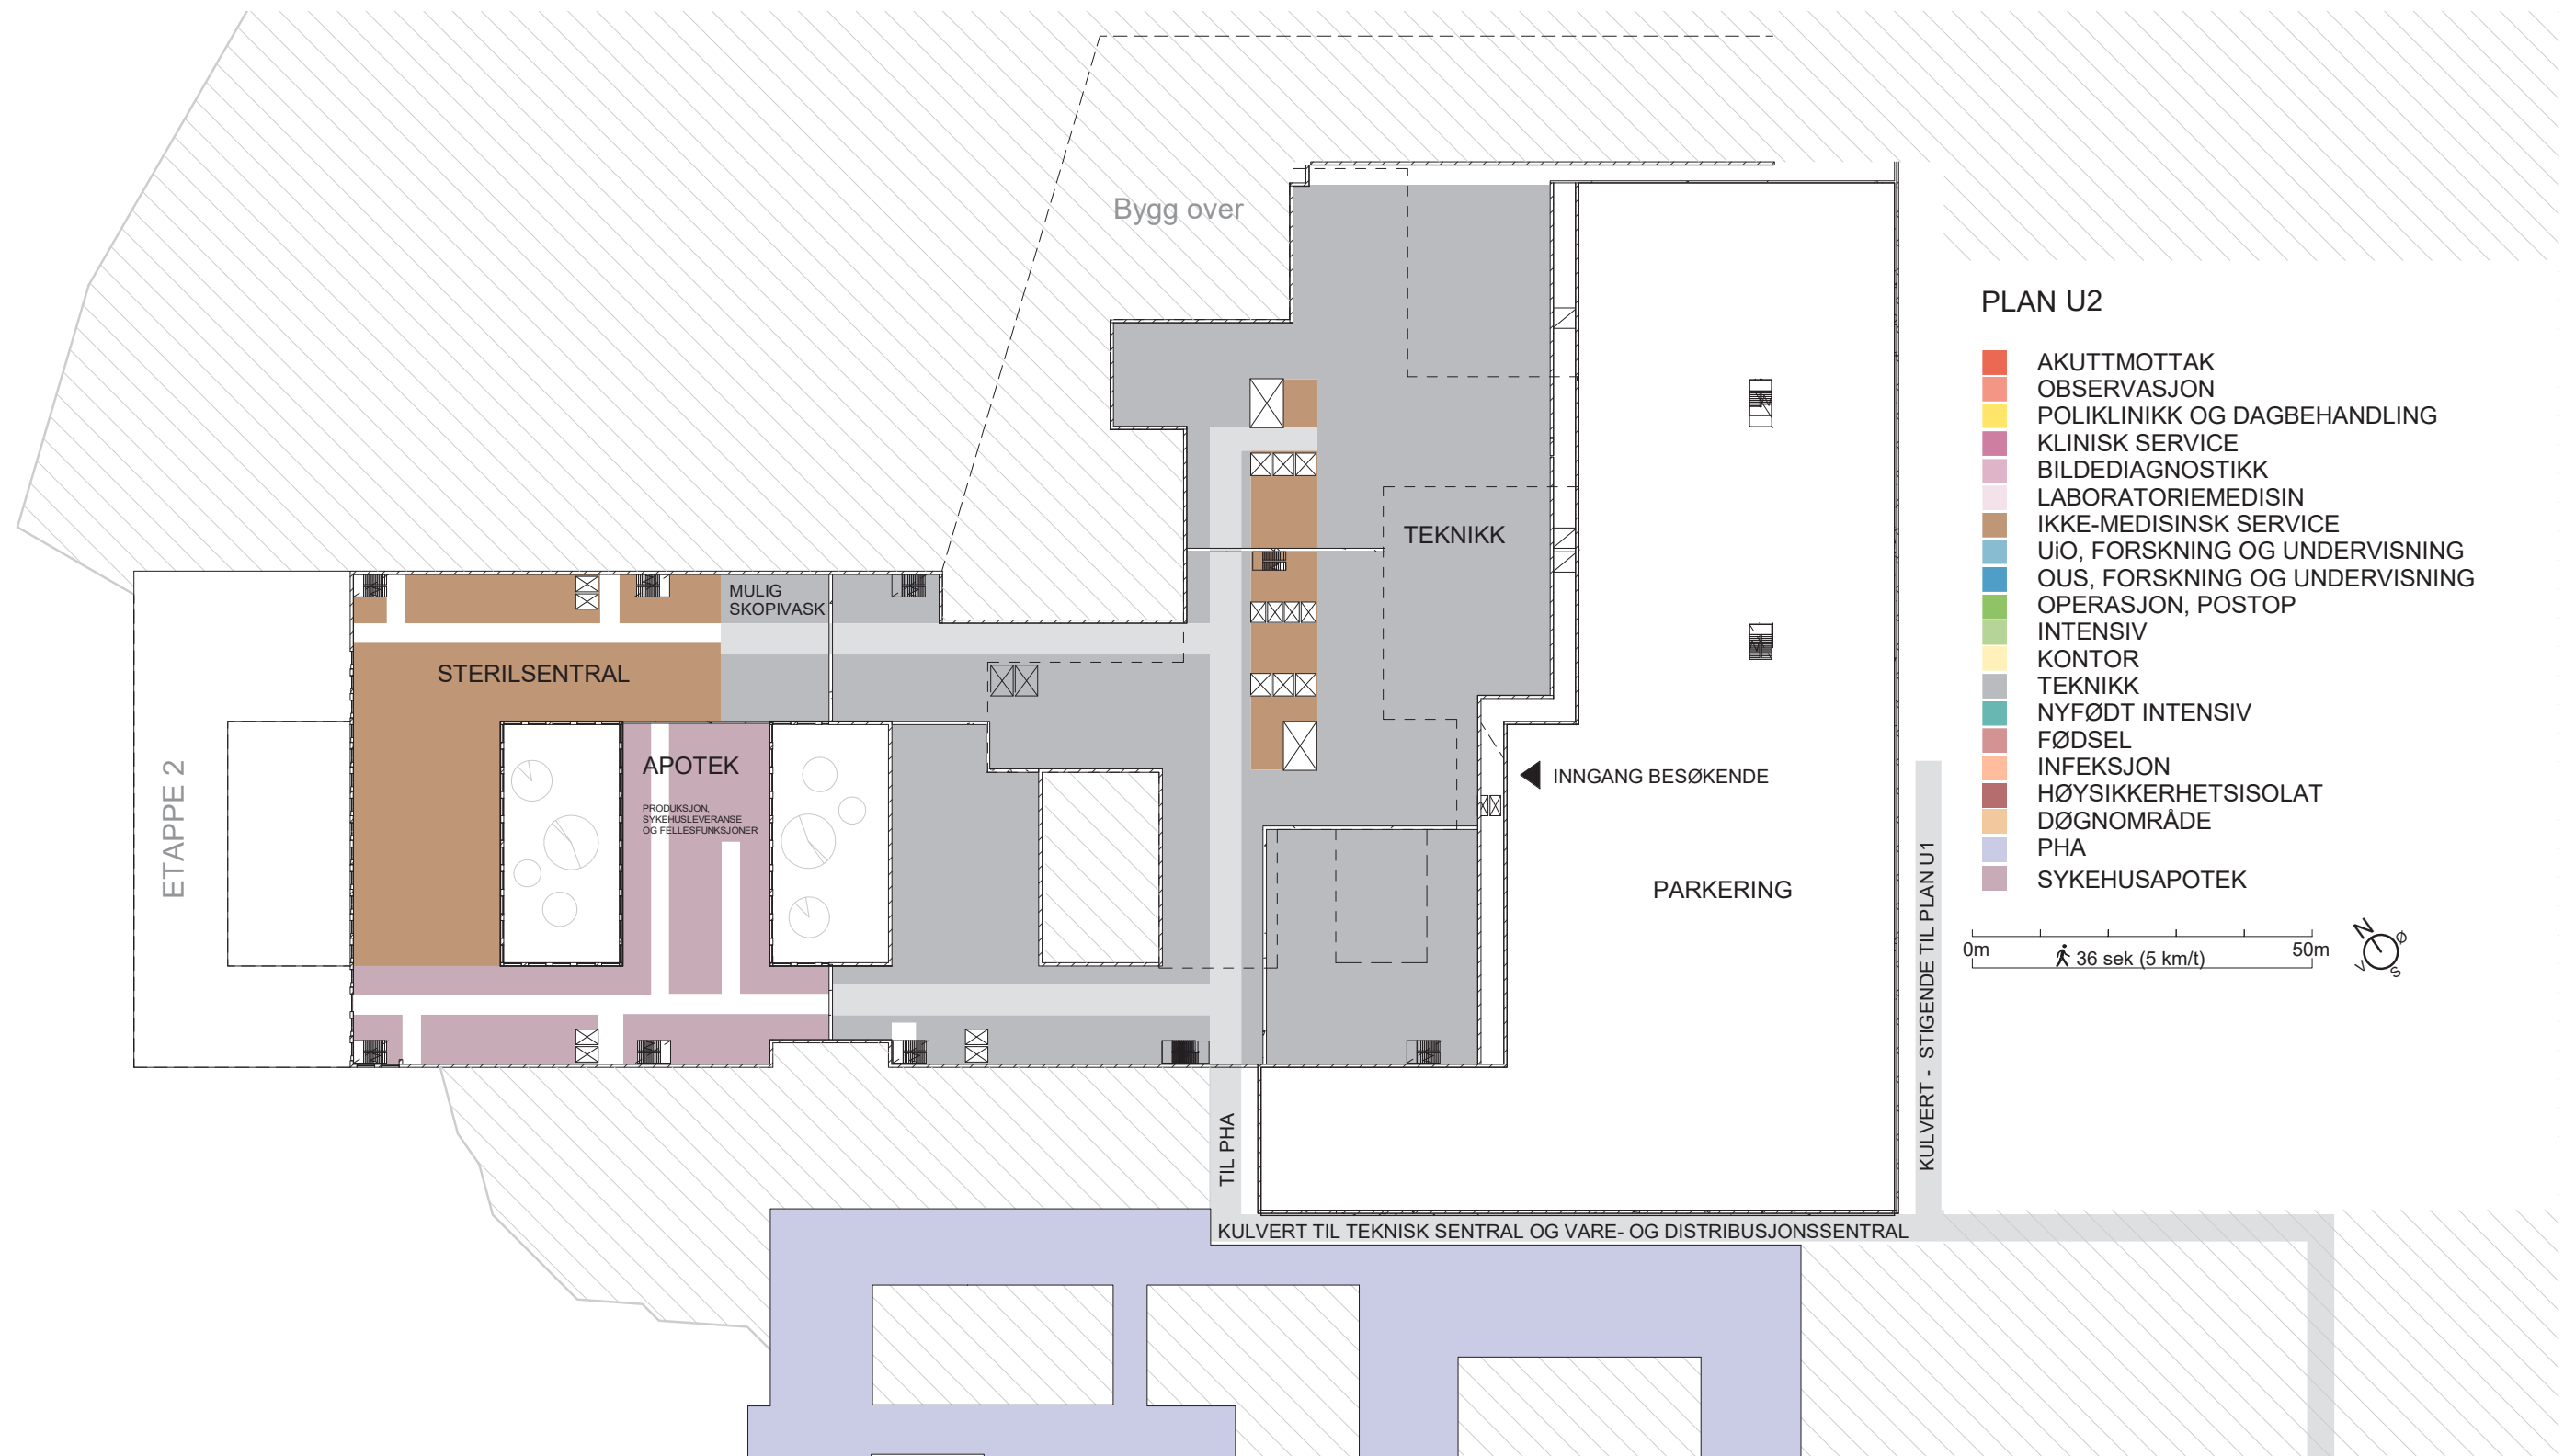 Bygg over
PLAN U2
AKUTTMOTTAK
OBSERVASJON
POLIKLINIKK OG DAGBEHANDLING
KLINISK SERVICE
BILDEDIAGNOSTIKK
LABORATORIEMEDISIN
IKKE-MEDISINSK SERVICE
UiO, FORSKNING OG UNDERVISNING
OUS, FORSKNING OG UNDERVISNING
OPERASJON, POSTOP
INTENSIV
KONTOR
TEKNIKK
NYFØDT INTENSIV
FØDSEL
INFEKSJON
HØYSIKKERHETSISOLAT
DØGNOMRÅDE
PHA
SYKEHUSAPOTEK
0m
50m
36 sek (5 km/t)
N
Ø
V
S
TEKNIKK
MULIG
SKOPIVASK
STERILSENTRAL
APOTEK
PRODUKSJON,
SYKEHUSLEVERANSE
OG FELLESFUNKSJONER
ETAPPE 2
INNGANG BESØKENDE
PARKERING
KULVERT - STIGENDE TIL PLAN U1
TIL PHA
KULVERT TIL TEKNISK SENTRAL OG VARE- OG DISTRIBUSJONSSENTRAL